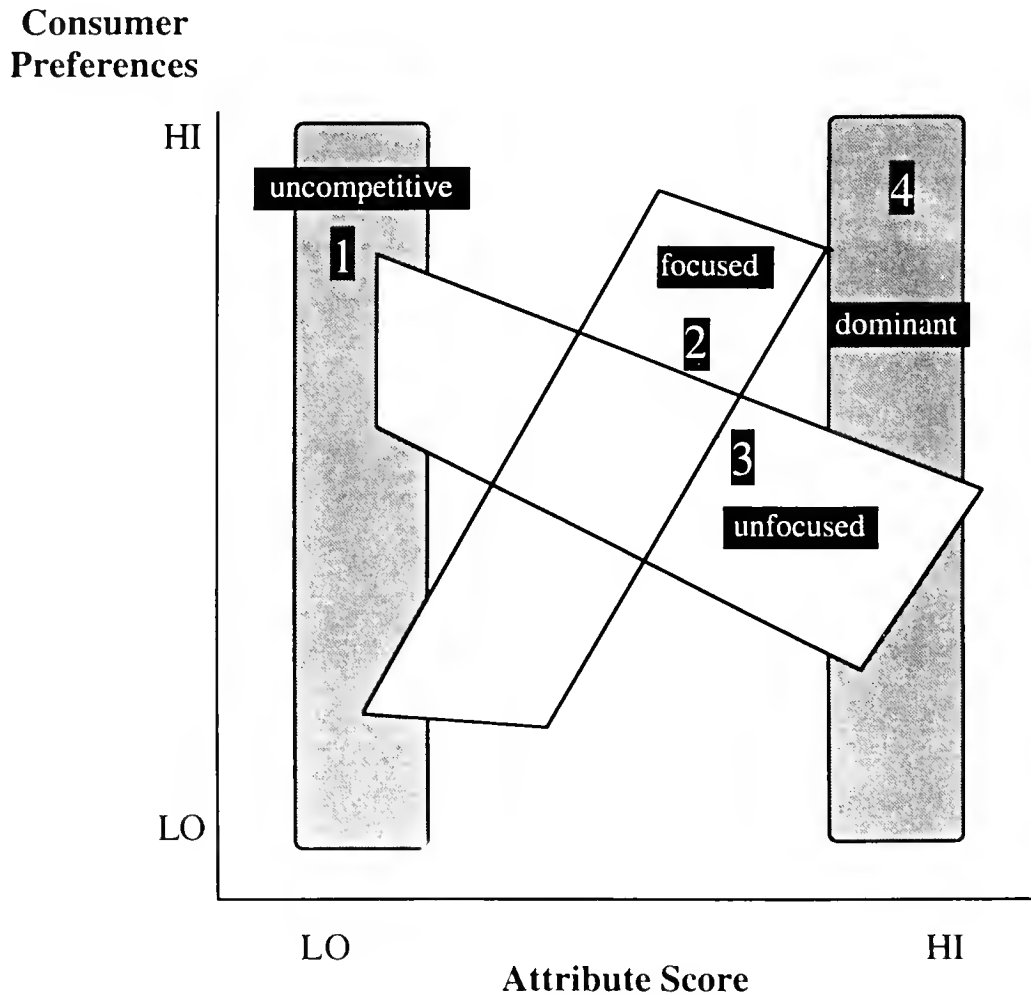 Consumer
Preferences
HI
uncompetitive
1
4
focused
dominant
2
3
unfocused
LO
LO
HI
Attribute Score